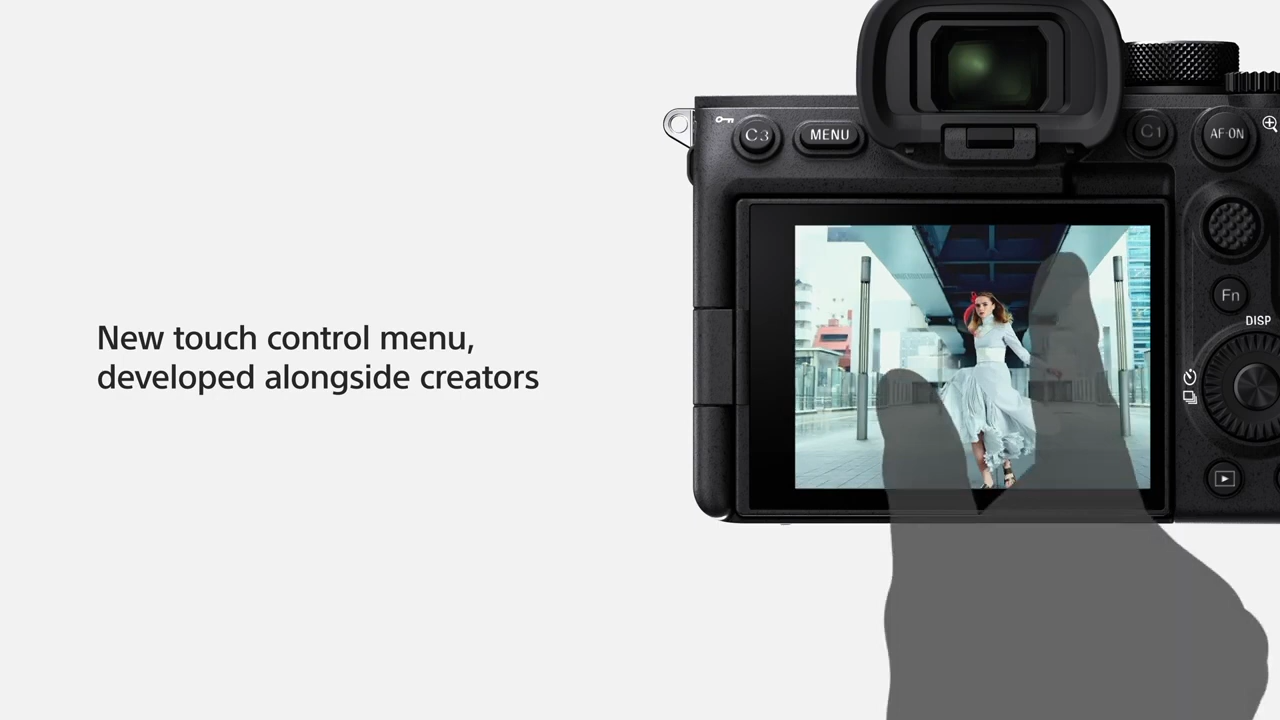 C3
MENU
C1
AF-ON
Fn
DISP
New touch control menu,
developed alongside creators